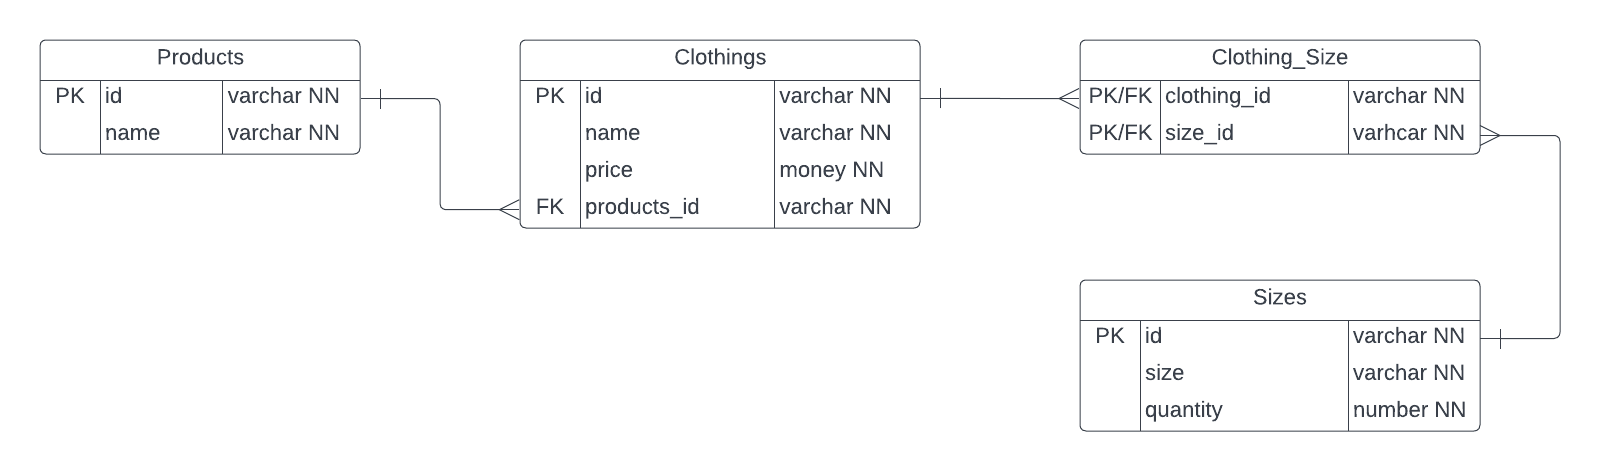 Products
PK id varchar NN
name varchar NN
Clothings
PK id varchar NN
name varchar NN
price money NN
FK products_id varchar NN
Clothing_Size
PK/FK clothing_id varchar NN
PK/FK size_id varhcar NN
Sizes
PK id varchar NN
size varchar NN
quantity number NN